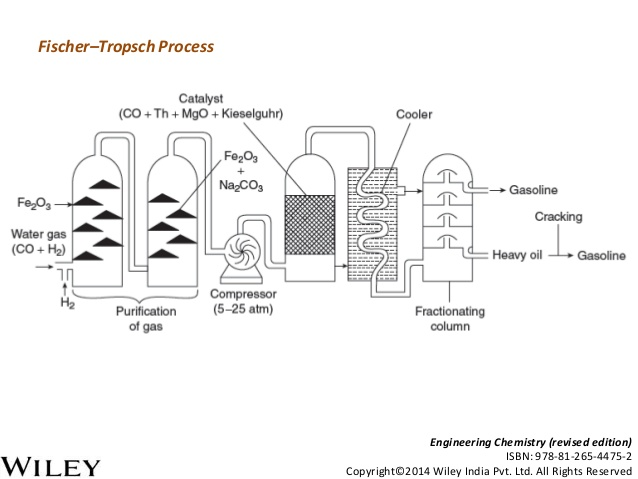 Fischer–Tropsch Process
Catalyst
(CO + Th + MgO + Kieselguhr)
Cooler
Fe₂O₃
+
Na₂CO₃
Fe₂O₃
Water gas
(CO + H₂)
H₂
Purification
of gas
Compressor
(5–25 atm)
Gasoline
Cracking
Heavy oil
Gasoline
Fractionating
column
Engineering Chemistry (revised edition)
ISBN: 978-81-265-4475-2
Copyright©2014 Wiley India Pvt. Ltd. All Rights Reserved
WILEY